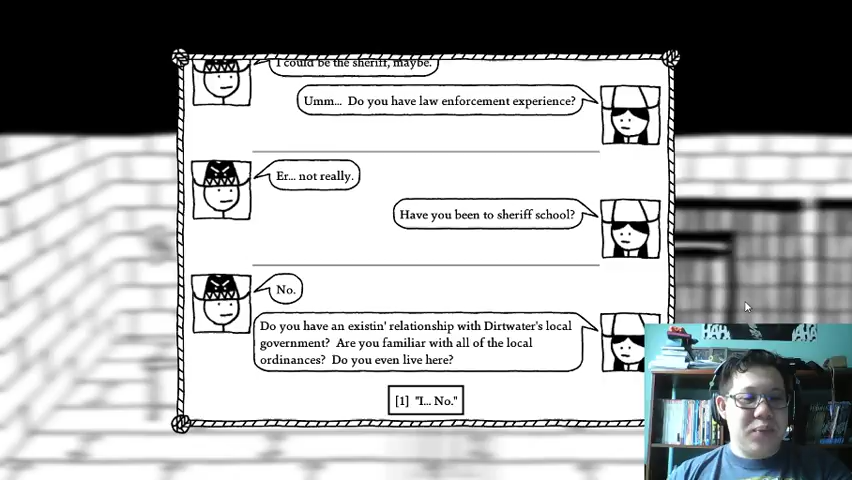 I could be the sheriff, maybe.
Umm... Do you have law enforcement experience?
Er... not really.
Have you been to sheriff school?
No.
Do you have an existin' relationship with Dirtwater's local
government? Are you familiar with all of the local
ordinances? Do you even live here?
[1] "I... No."
HAH
HAH